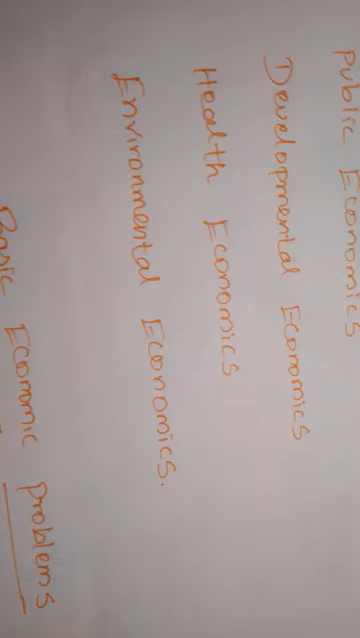 Public Economics
Developmental Economics
Health Economics
Environmental Economics.
Basic Economic Problems